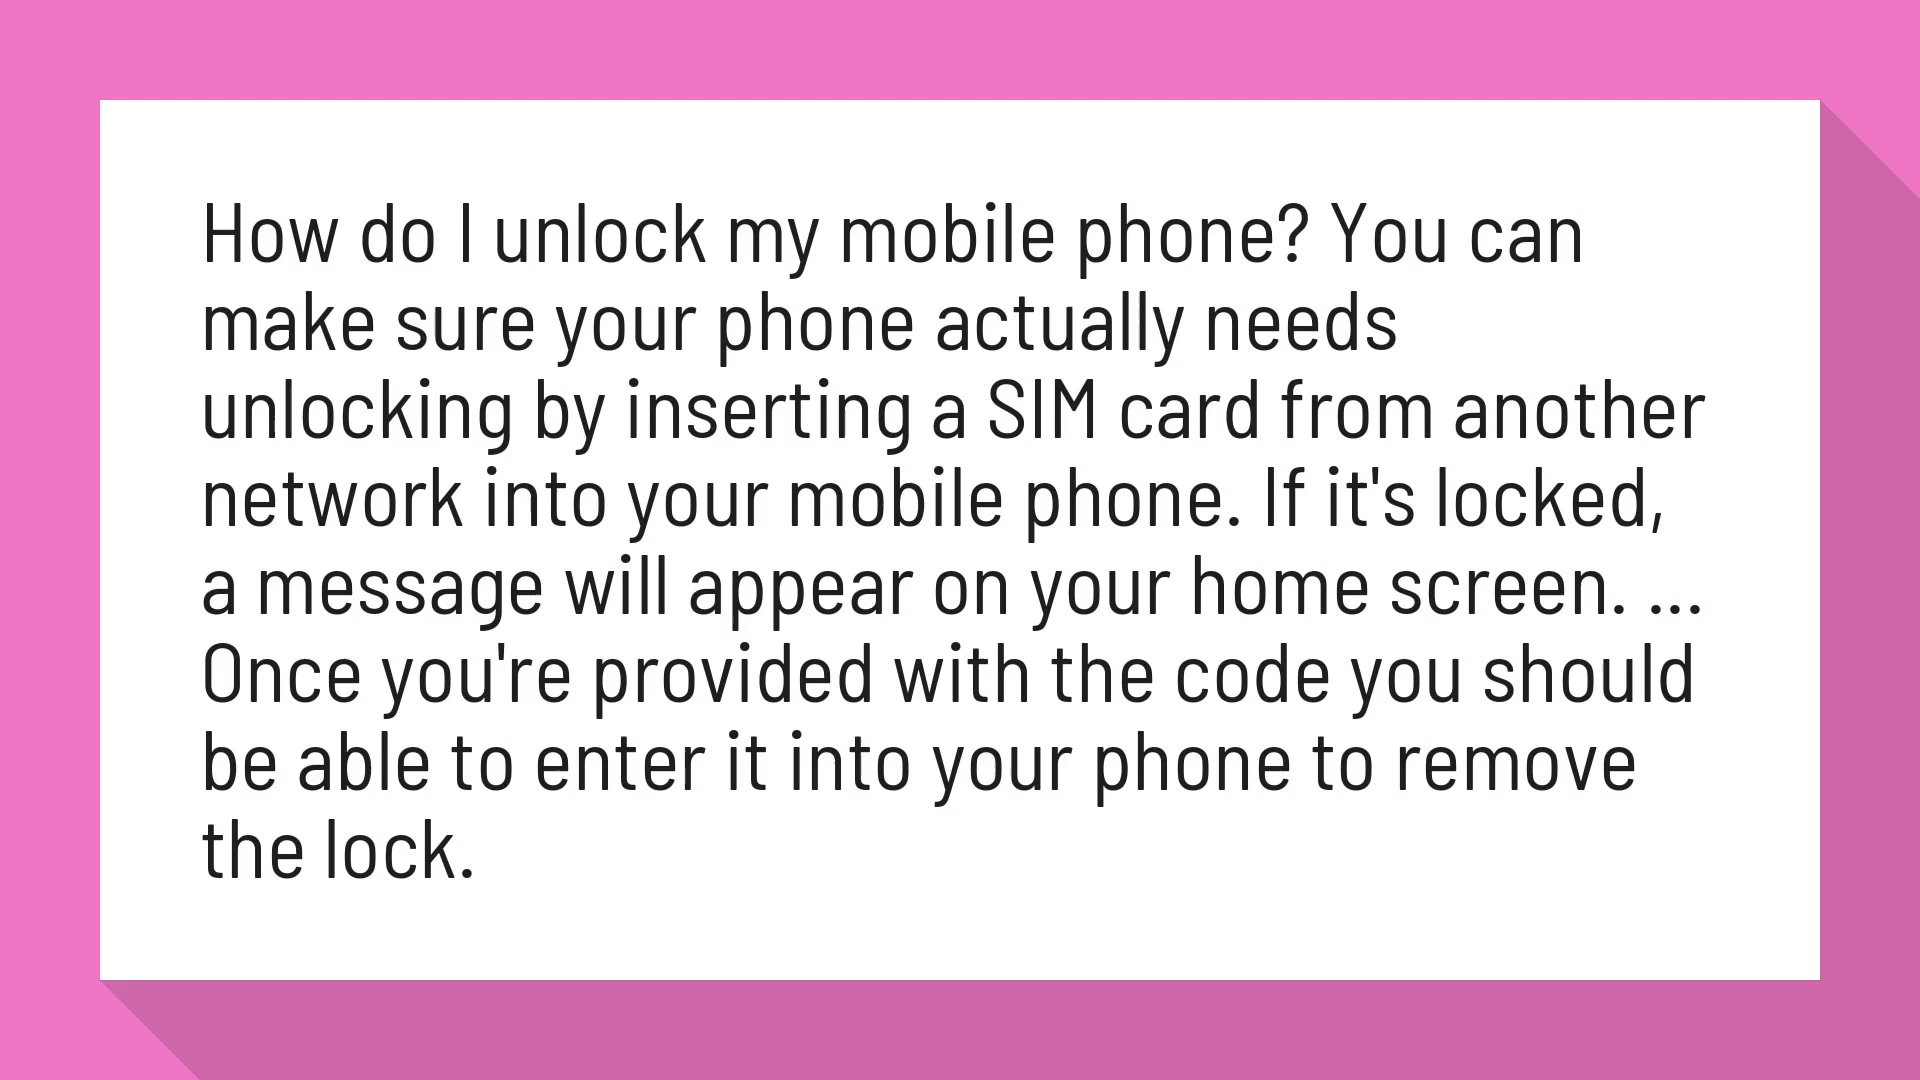 How do I unlock my mobile phone? You can
make sure your phone actually needs
unlocking by inserting a SIM card from another
network into your mobile phone. If it's locked,
a message will appear on your home screen. ...
Once you're provided with the code you should
be able to enter it into your phone to remove
the lock.